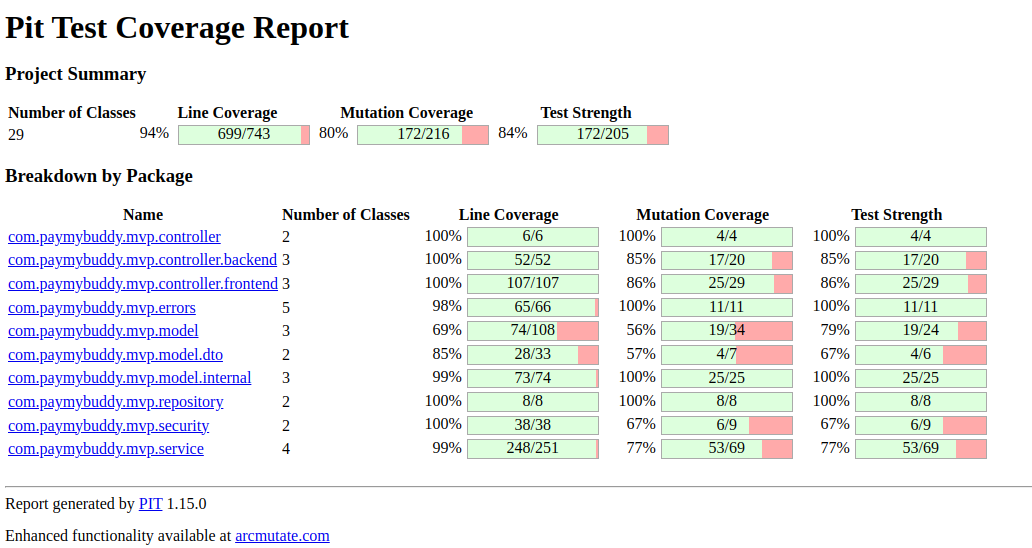 Pit Test Coverage Report
Project Summary
Number of Classes Line Coverage Mutation Coverage Test Strength
29 94% 699/743 80% 172/216 84% 172/205
Breakdown by Package
Name Number of Classes Line Coverage Mutation Coverage Test Strength
com.paymybuddy.mvp.controller 2 100% 6/6 100% 4/4 100% 4/4
com.paymybuddy.mvp.controller.backend 3 100% 52/52 85% 17/20 85% 17/20
com.paymybuddy.mvp.controller.frontend 3 100% 107/107 86% 25/29 86% 25/29
com.paymybuddy.mvp.errors 5 98% 65/66 100% 11/11 100% 11/11
com.paymybuddy.mvp.model 3 69% 74/108 56% 19/34 79% 19/24
com.paymybuddy.mvp.model.dto 2 85% 28/33 57% 4/7 67% 4/6
com.paymybuddy.mvp.model.internal 3 99% 73/74 100% 25/25 100% 25/25
com.paymybuddy.mvp.repository 2 100% 8/8 100% 8/8 100% 8/8
com.paymybuddy.mvp.security 2 100% 38/38 67% 6/9 67% 6/9
com.paymybuddy.mvp.service 4 99% 248/251 77% 53/69 77% 53/69
Report generated by PIT 1.15.0
Enhanced functionality available at arcmutate.com